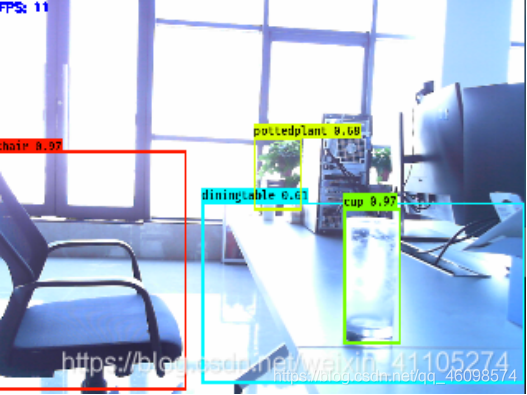 FPS: 11
pottedplant 0.68
chair 0.97
diningtable 0.61
cup 0.97
https://blog.csdn.net/weixin_41105274
https://blog.csdn.net/qq_46098574